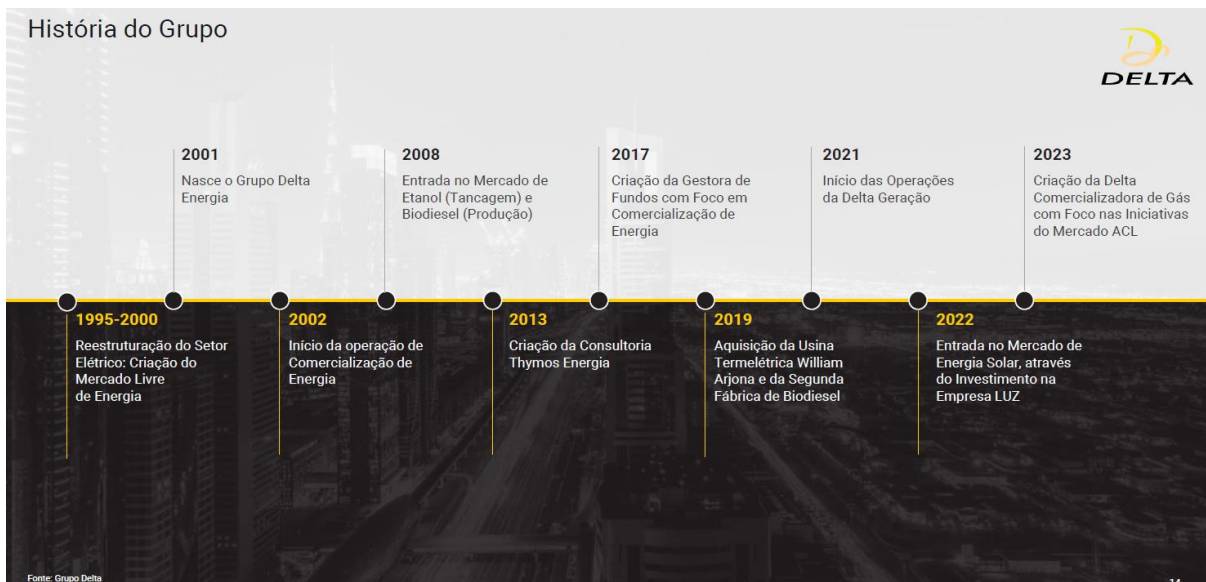 História do Grupo
DELTA
2001
Nasce o Grupo Delta
Energia
2008
Entrada no Mercado de
Etanol (Tancagem) e
Biodiesel (Produção)
2017
Criação da Gestora de
Fundos com Foco em
Comercialização de
Energia
2021
Início das Operações
da Delta Geração
2023
Criação da Delta
Comercializadora de Gás
com Foco nas Iniciativas
do Mercado ACL
1995-2000
Reestruturação do Setor
Elétrico: Criação do
Mercado Livre
de Energia
2002
Início da operação de
Comercialização de
Energia
2013
Criação da Consultoria
Thymos Energia
2019
Aquisição da Usina
Termelétrica William
Arjona e da Segunda
Fábrica de Biodiesel
2022
Entrada no Mercado de
Energia Solar, através
do Investimento na
Empresa LUZ
Fonte: Grupo Delta
14